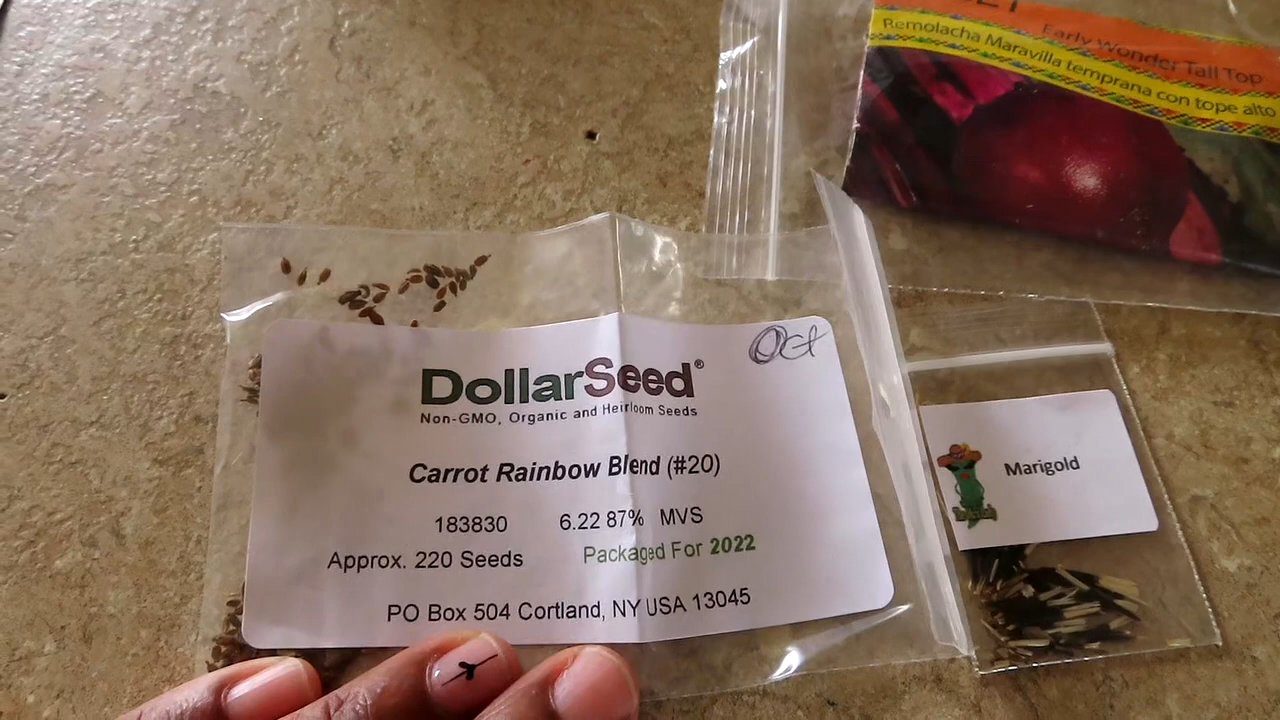 Early Wonder Tall Top
Remolacha Maravilla temprana con tope alto
Oct
DollarSeed®
Non-GMO, Organic and Heirloom Seeds
Carrot Rainbow Blend (#20)
183830 6.22 87% MVS
Approx. 220 Seeds Packaged For 2022
PO Box 504 Cortland, NY USA 13045
Marigold